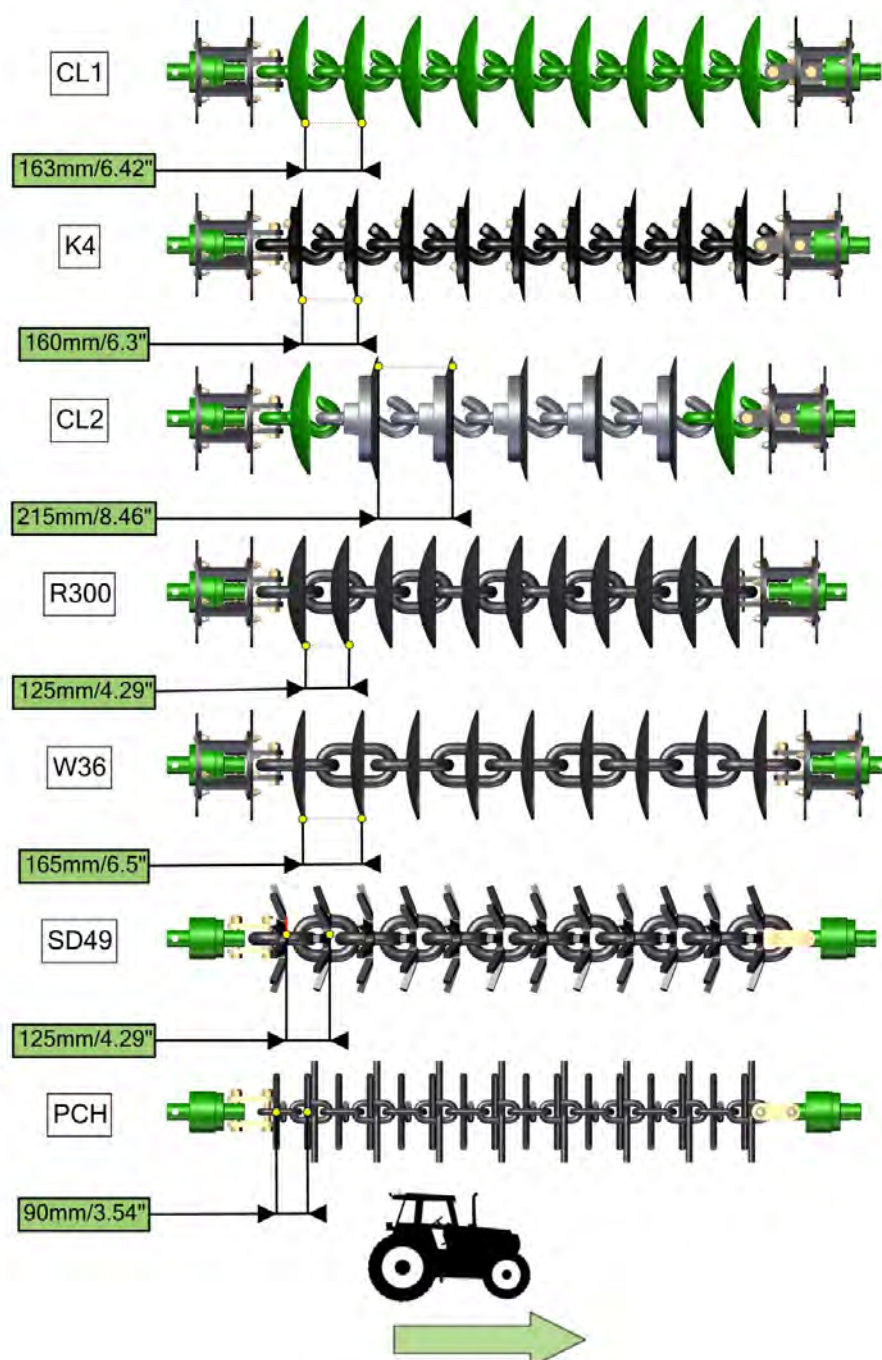 CL1
163mm/6.42"
K4
160mm/6.3"
CL2
215mm/8.46"
R300
125mm/4.29"
W36
165mm/6.5"
SD49
125mm/4.29"
PCH
90mm/3.54"